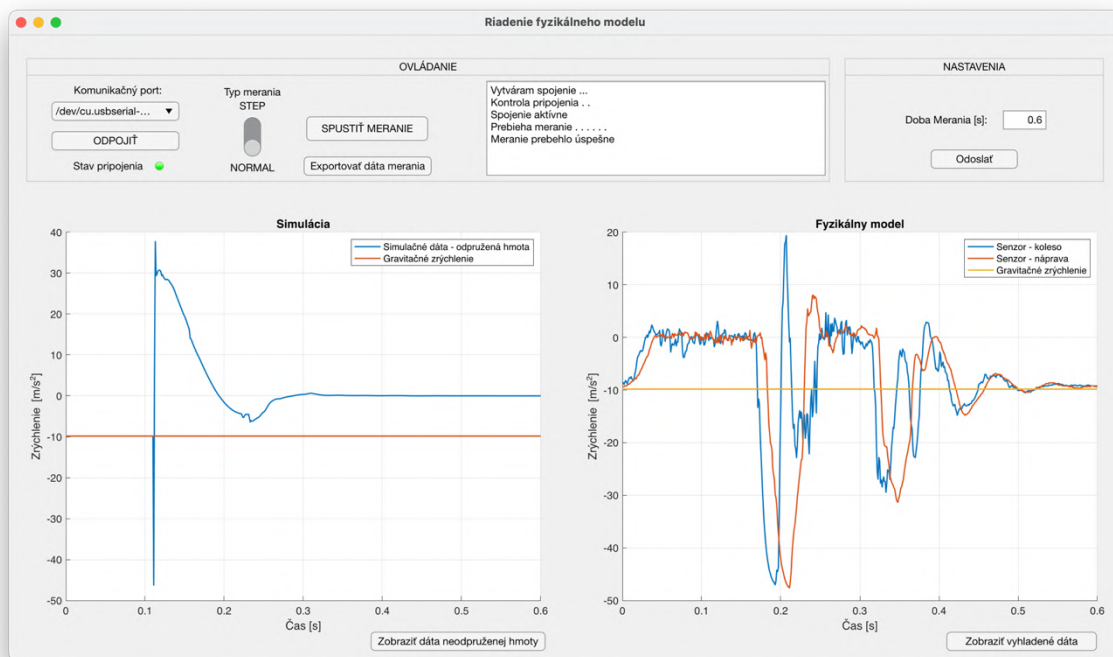 Riadenie fyzikálneho modelu
OVLÁDANIE
Komunikačný port:
/dev/cu.usbserial-...
ODPOJIŤ
Stav pripojenia
Typ merania
STEP
NORMAL
SPUSTIŤ MERANIE
Exportovať dáta merania
Vytváram spojenie ...
Kontrola pripojenia . .
Spojenie aktívne
Prebieha meranie . . . . . .
Meranie prebehlo úspešne
NASTAVENIA
Doba Merania [s]: 0.6
Odoslať
Simulácia
Simulačné dáta - odpružená hmota
Gravitačné zrýchlenie
Zrýchlenie [m/s²]
40
30
20
10
0
-10
-20
-30
-40
-50
0 0.1 0.2 0.3 0.4 0.5 0.6
Čas [s]
Zobraziť dáta neodpruženej hmoty
Fyzikálny model
Senzor - koleso
Senzor - náprava
Gravitačné zrýchlenie
Zrýchlenie [m/s²]
20
10
0
-10
-20
-30
-40
-50
0 0.1 0.2 0.3 0.4 0.5 0.6
Čas [s]
Zobraziť vyhladené dáta